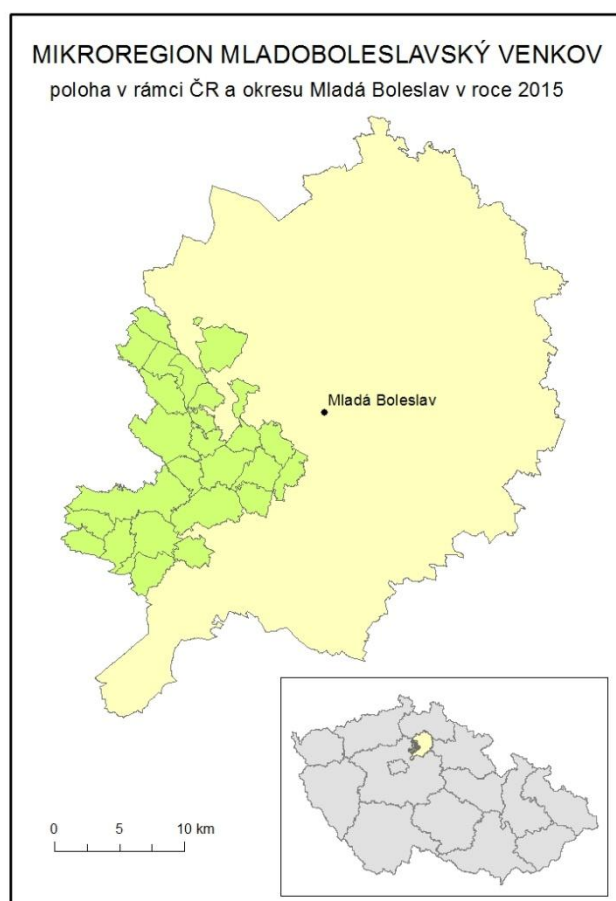 MIKROREGION MLADOBOLESLAVSKÝ VENKOV
poloha v rámci ČR a okresu Mladá Boleslav v roce 2015
Mladá Boleslav
0 5 10 km